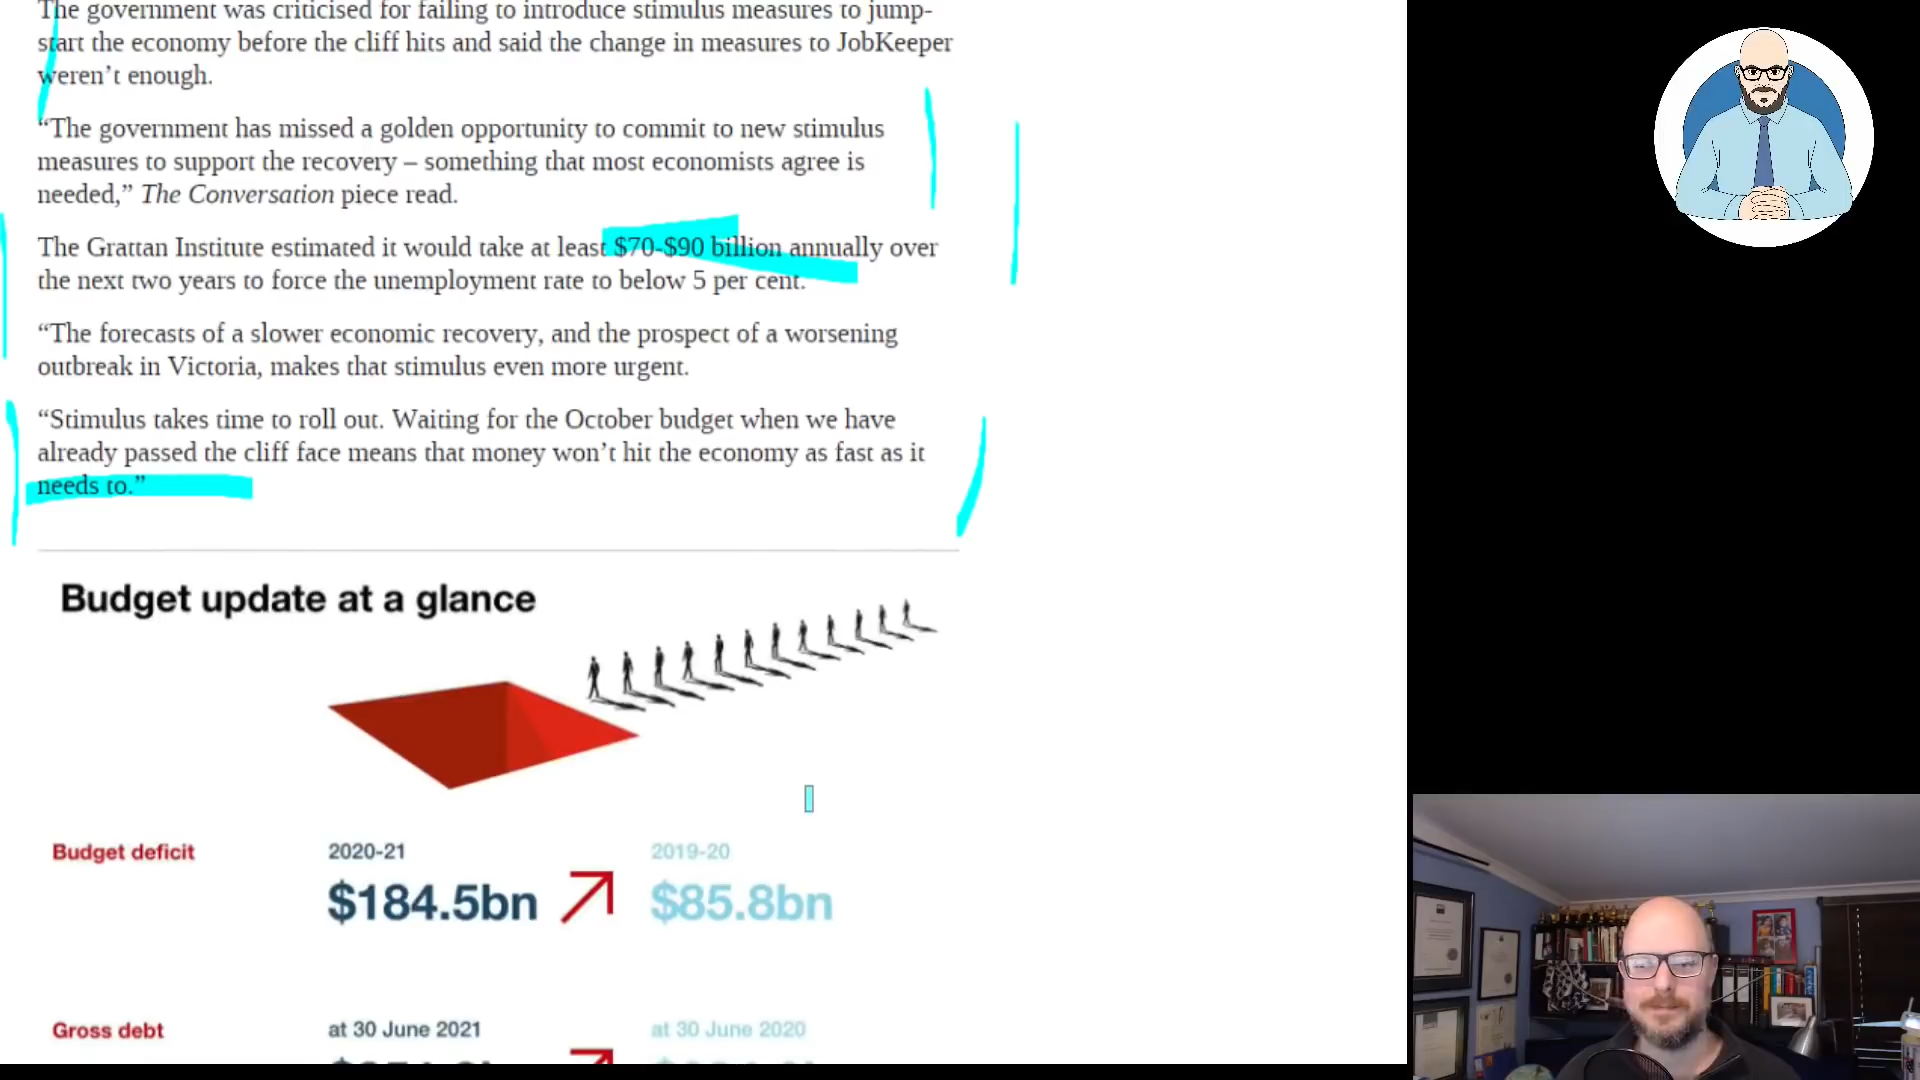 The government was criticised for failing to introduce stimulus measures to jump-
start the economy before the cliff hits and said the change in measures to JobKeeper
weren’t enough.
“The government has missed a golden opportunity to commit to new stimulus
measures to support the recovery – something that most economists agree is
needed,” The Conversation piece read.
The Grattan Institute estimated it would take at least $70-$90 billion annually over
the next two years to force the unemployment rate to below 5 per cent.
“The forecasts of a slower economic recovery, and the prospect of a worsening
outbreak in Victoria, makes that stimulus even more urgent.
“Stimulus takes time to roll out. Waiting for the October budget when we have
already passed the cliff face means that money won’t hit the economy as fast as it
needs to.”
Budget update at a glance
Budget deficit 2020-21 2019-20
$184.5bn $85.8bn
Gross debt at 30 June 2021 at 30 June 2020